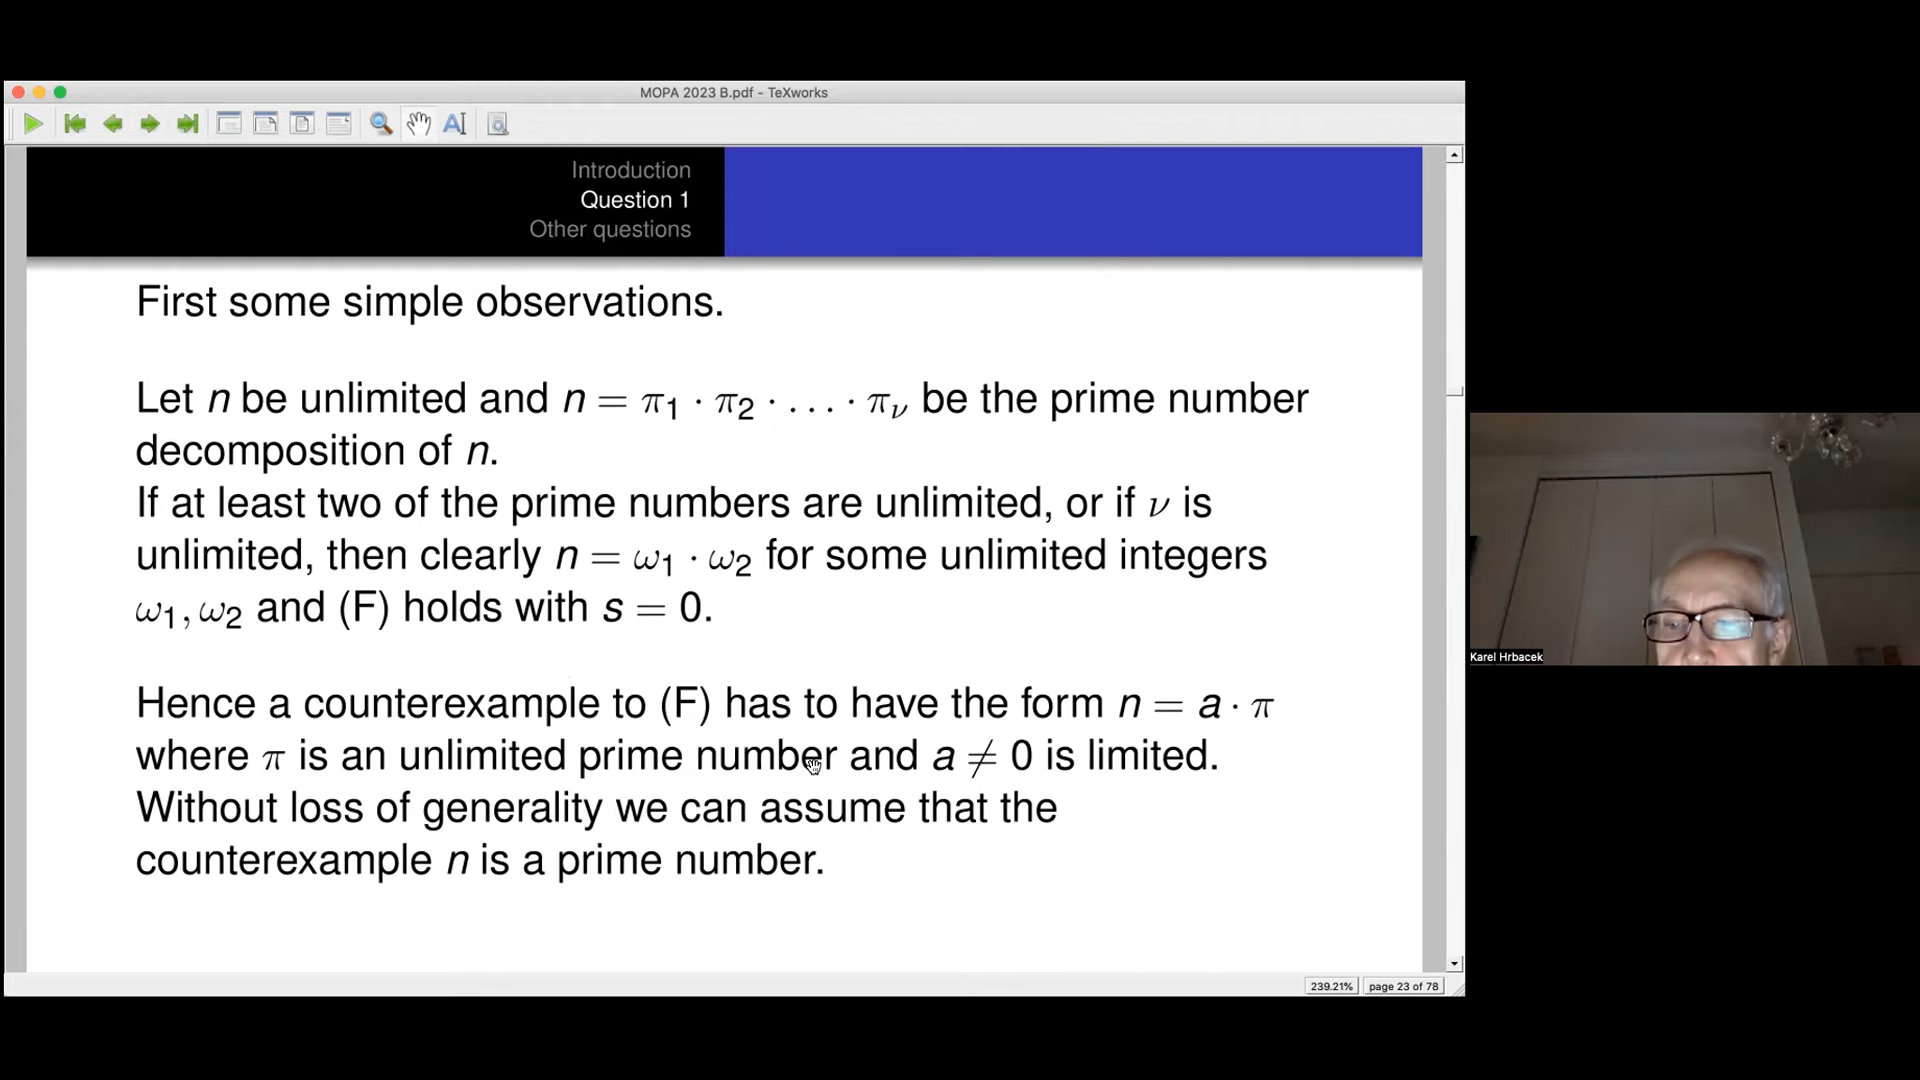 MOPA 2023 B.pdf - TeXworks
Introduction
Question 1
Other questions
First some simple observations.
Let n be unlimited and n = π₁ · π₂ · . . . · πᵥ be the prime number
decomposition of n.
If at least two of the prime numbers are unlimited, or if ν is
unlimited, then clearly n = ω₁ · ω₂ for some unlimited integers
ω₁, ω₂ and (F) holds with s = 0.
Hence a counterexample to (F) has to have the form n = a · π
where π is an unlimited prime number and a ≠ 0 is limited.
Without loss of generality we can assume that the
counterexample n is a prime number.
Karel Hrbacek
239.21% page 23 of 78